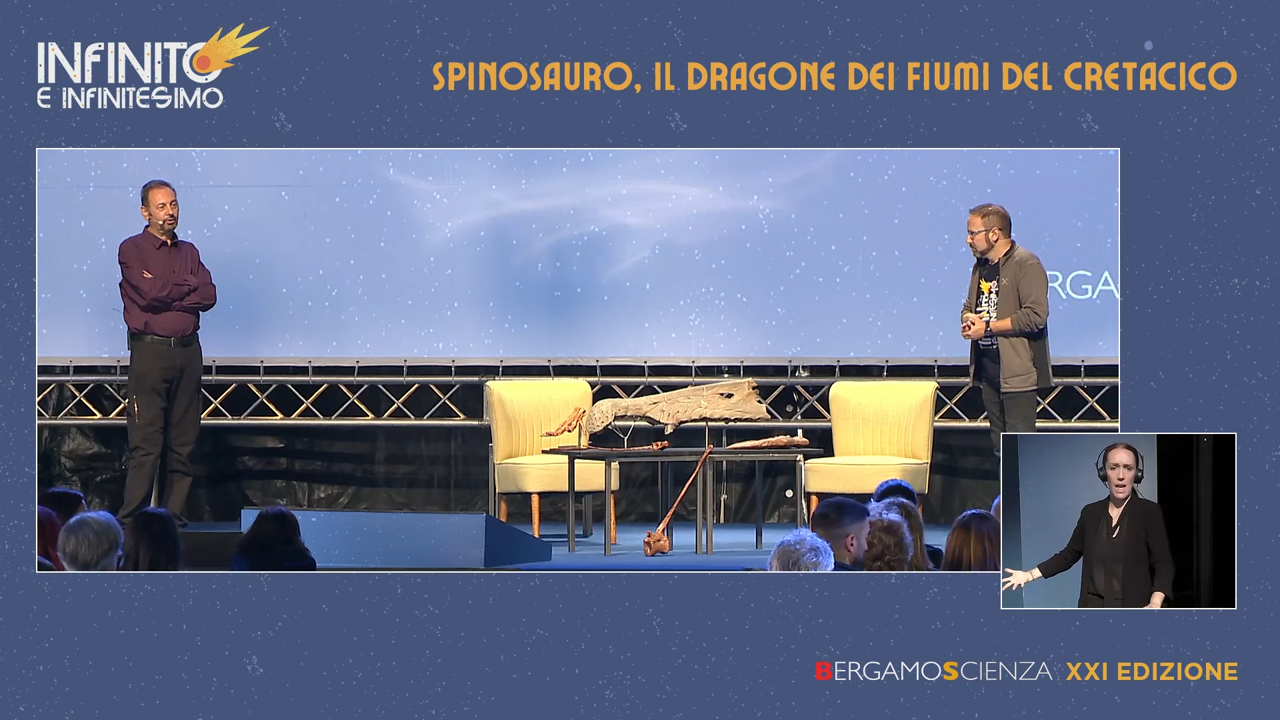 INFINITO
E INFINITESIMO
SPINOSAURO, IL DRAGONE DEI FIUMI DEL CRETACICO
RGA
BERGAMOSCIENZA XXI EDIZIONE